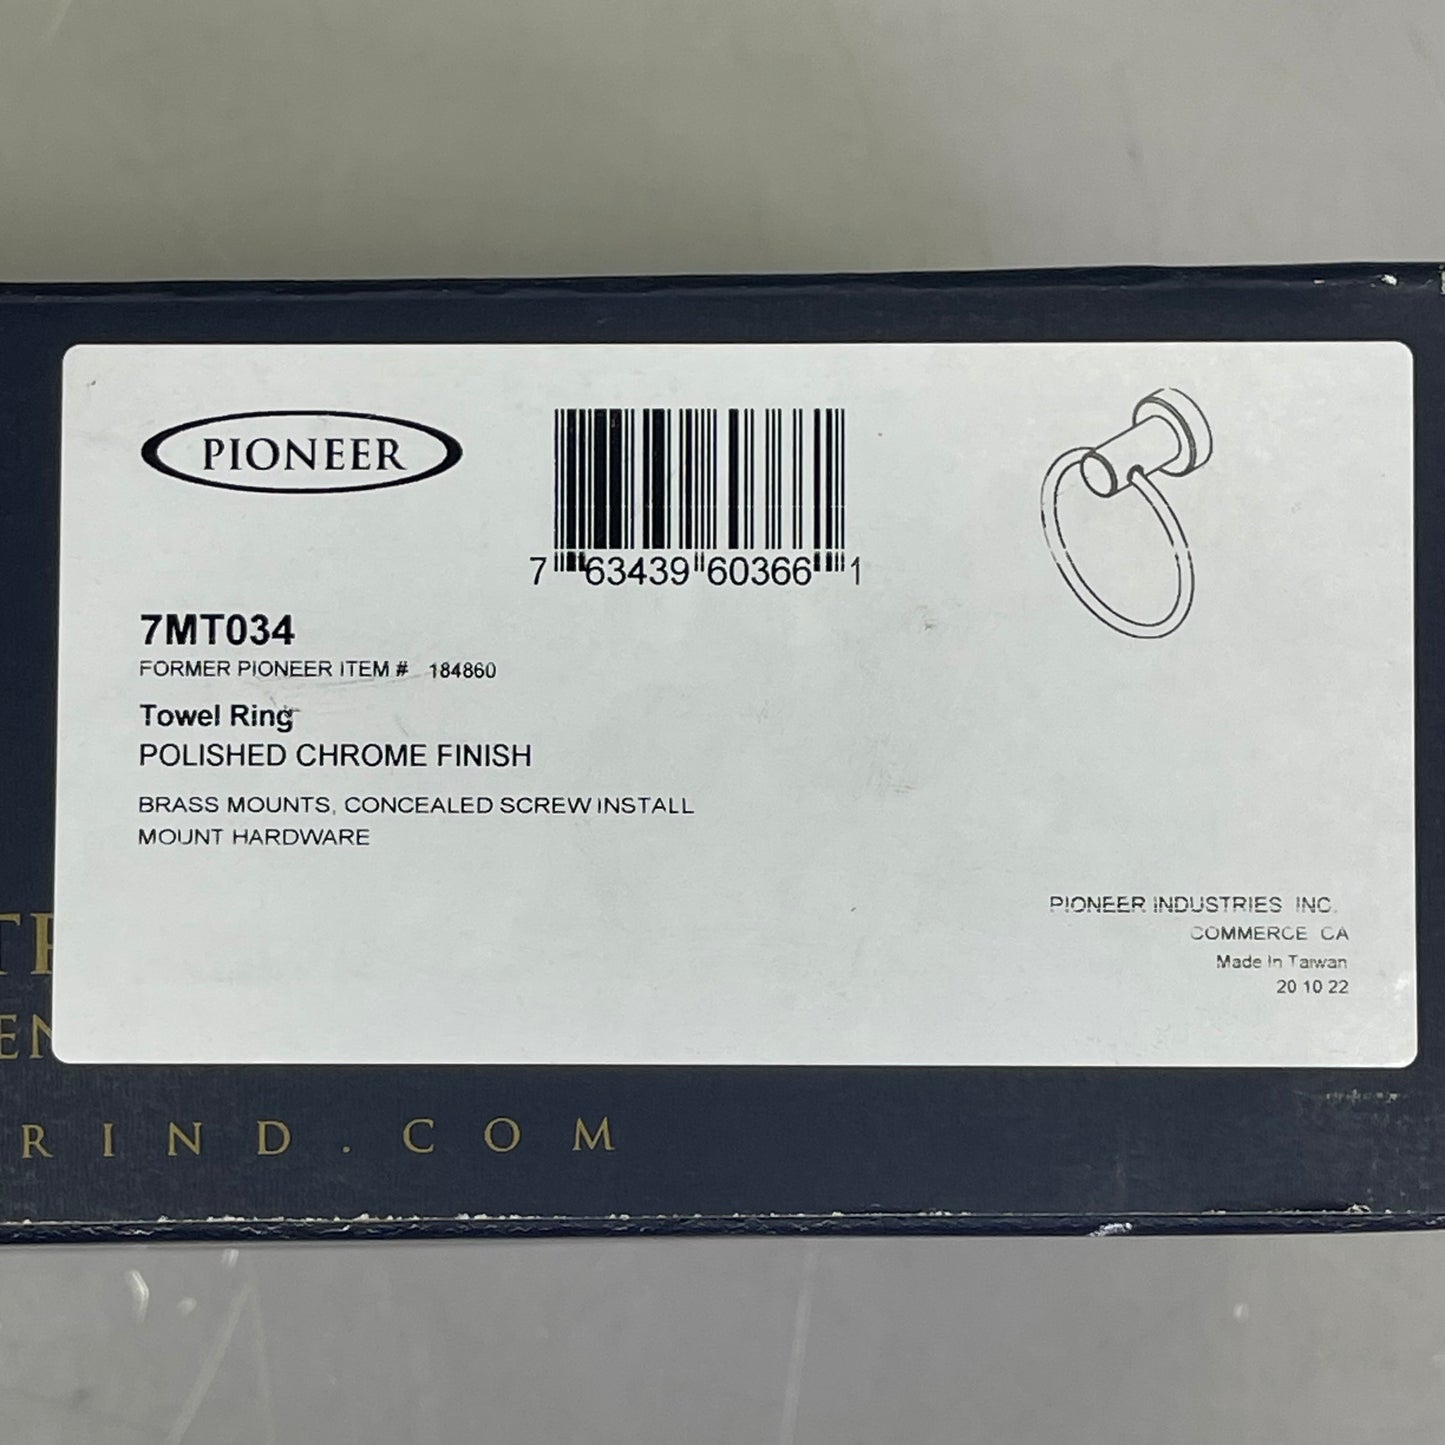 PIONEER
7 63439 60366 1
7MT034
FORMER PIONEER ITEM # 184860
Towel Ring
POLISHED CHROME FINISH
BRASS MOUNTS, CONCEALED SCREW INSTALL
MOUNT HARDWARE
PIONEER INDUSTRIES INC.
COMMERCE CA
Made In Taiwan
20 10 22
EN
RIND.COM